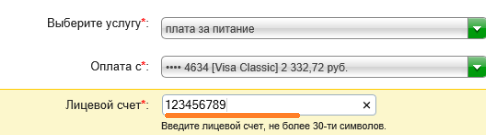 Выберите услугу*: плата за питание
Оплата с*: •••• 4634 [Visa Classic] 2 332,72 руб.
Лицевой счет*: 123456789 ×
Введите лицевой счет, не более 30-ти символов.